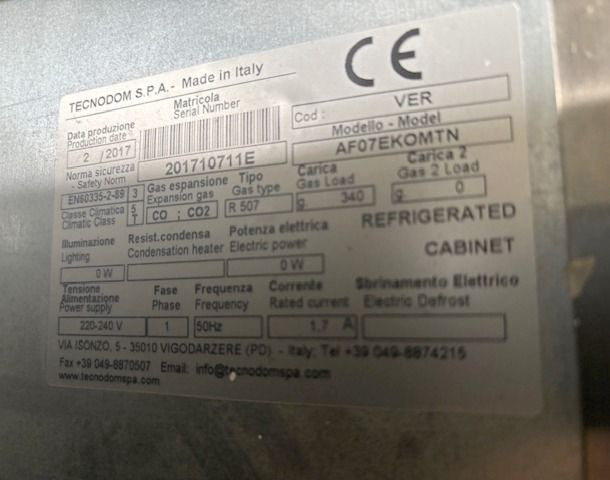 TECNODOM S.P.A.- Made in Italy
CE
Data produzione
Production date
2 / 2017
Matricola
Serial Number
201710711E
Cod :
VER
Modello - Model
AF07EKOMTN
Norma sicurezza
- Safety Norm
EN60335-2-89
Classe Climatica
Climatic Class
3
5
T
Gas espansione
Expansion gas
CO ; CO2
Tipo
Gas type
R 507
Carica
Gas Load
g. 340
Carica 2
Gas 2 Load
g. 0
Illuminazione
Lighting
0 W
Resist.condensa
Condensation heater
Potenza elettrica
Electric power
0 W
REFRIGERATED
CABINET
Tensione
Alimentazione
Power supply
220-240 V
Fase
Phase
1
Frequenza
Frequency
50Hz
Corrente
Rated current
1,7 A
Sbrinamento Elettrico
Electric Defrost
VIA ISONZO, 5 - 35010 VIGODARZERE (PD) - Italy: Tel +39 049-8874215
Fax +39 049-8870507 Email: info@tecnodomspa.com
www.tecnodomspa.com